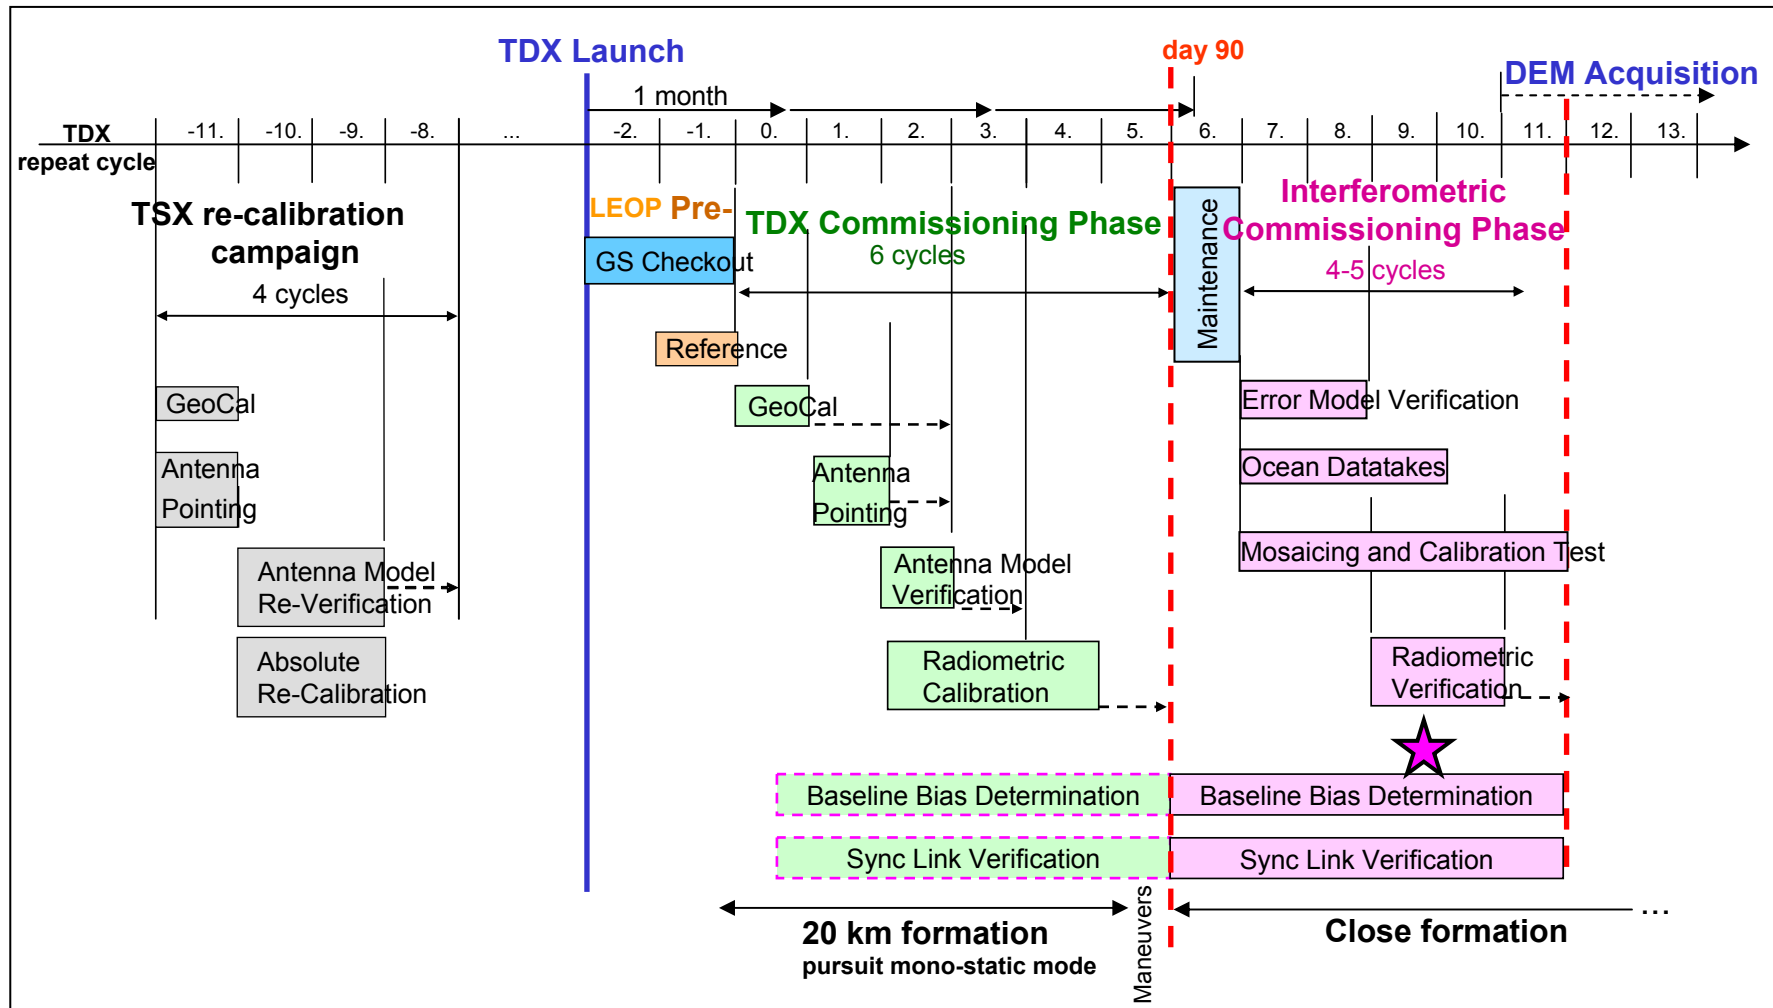 TDX Launch
day 90
DEM Acquisition
1 month
TDX
repeat cycle
-11. -10. -9. -8. ... -2. -1. 0. 1. 2. 3. 4. 5. 6. 7. 8. 9. 10. 11. 12. 13.
TSX re-calibration
campaign
4 cycles
LEOP Pre-
TDX Commissioning Phase
6 cycles
GS Checkout
Maintenance
Interferometric
Commissioning Phase
4-5 cycles
Reference
GeoCal
GeoCal
Error Model Verification
Antenna
Pointing
Antenna
Pointing
Ocean Datatakes
Mosaicing and Calibration Test
Antenna Model
Re-Verification
Antenna Model
Verification
Absolute
Re-Calibration
Radiometric
Calibration
Radiometric
Verification
Baseline Bias Determination
Baseline Bias Determination
Sync Link Verification
Sync Link Verification
20 km formation
pursuit mono-static mode
Maneuvers
Close formation
...